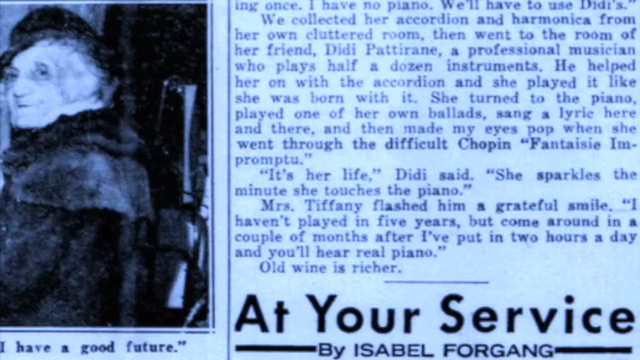 ing once. I have no piano. We'll have to use Didi's."
We collected her accordion and harmonica from
her own cluttered room, then went to the room of
her friend, Didi Pattirane, a professional musician
who plays half a dozen instruments. He helped
her on with the accordion and she played it like
she was born with it. She turned to the piano,
played one of her own ballads, sang a lyric here
and there, and then made my eyes pop when she
went through the difficult Chopin "Fantaisie Im-
promptu."
"It's her life," Didi said. "She sparkles the
minute she touches the piano."
Mrs. Tiffany flashed him a grateful smile. "I
haven't played in five years, but come around in a
couple of months after I've put in two hours a day
and you'll hear real piano."
Old wine is richer.
I have a good future."
At Your Service
By ISABEL FORGANG